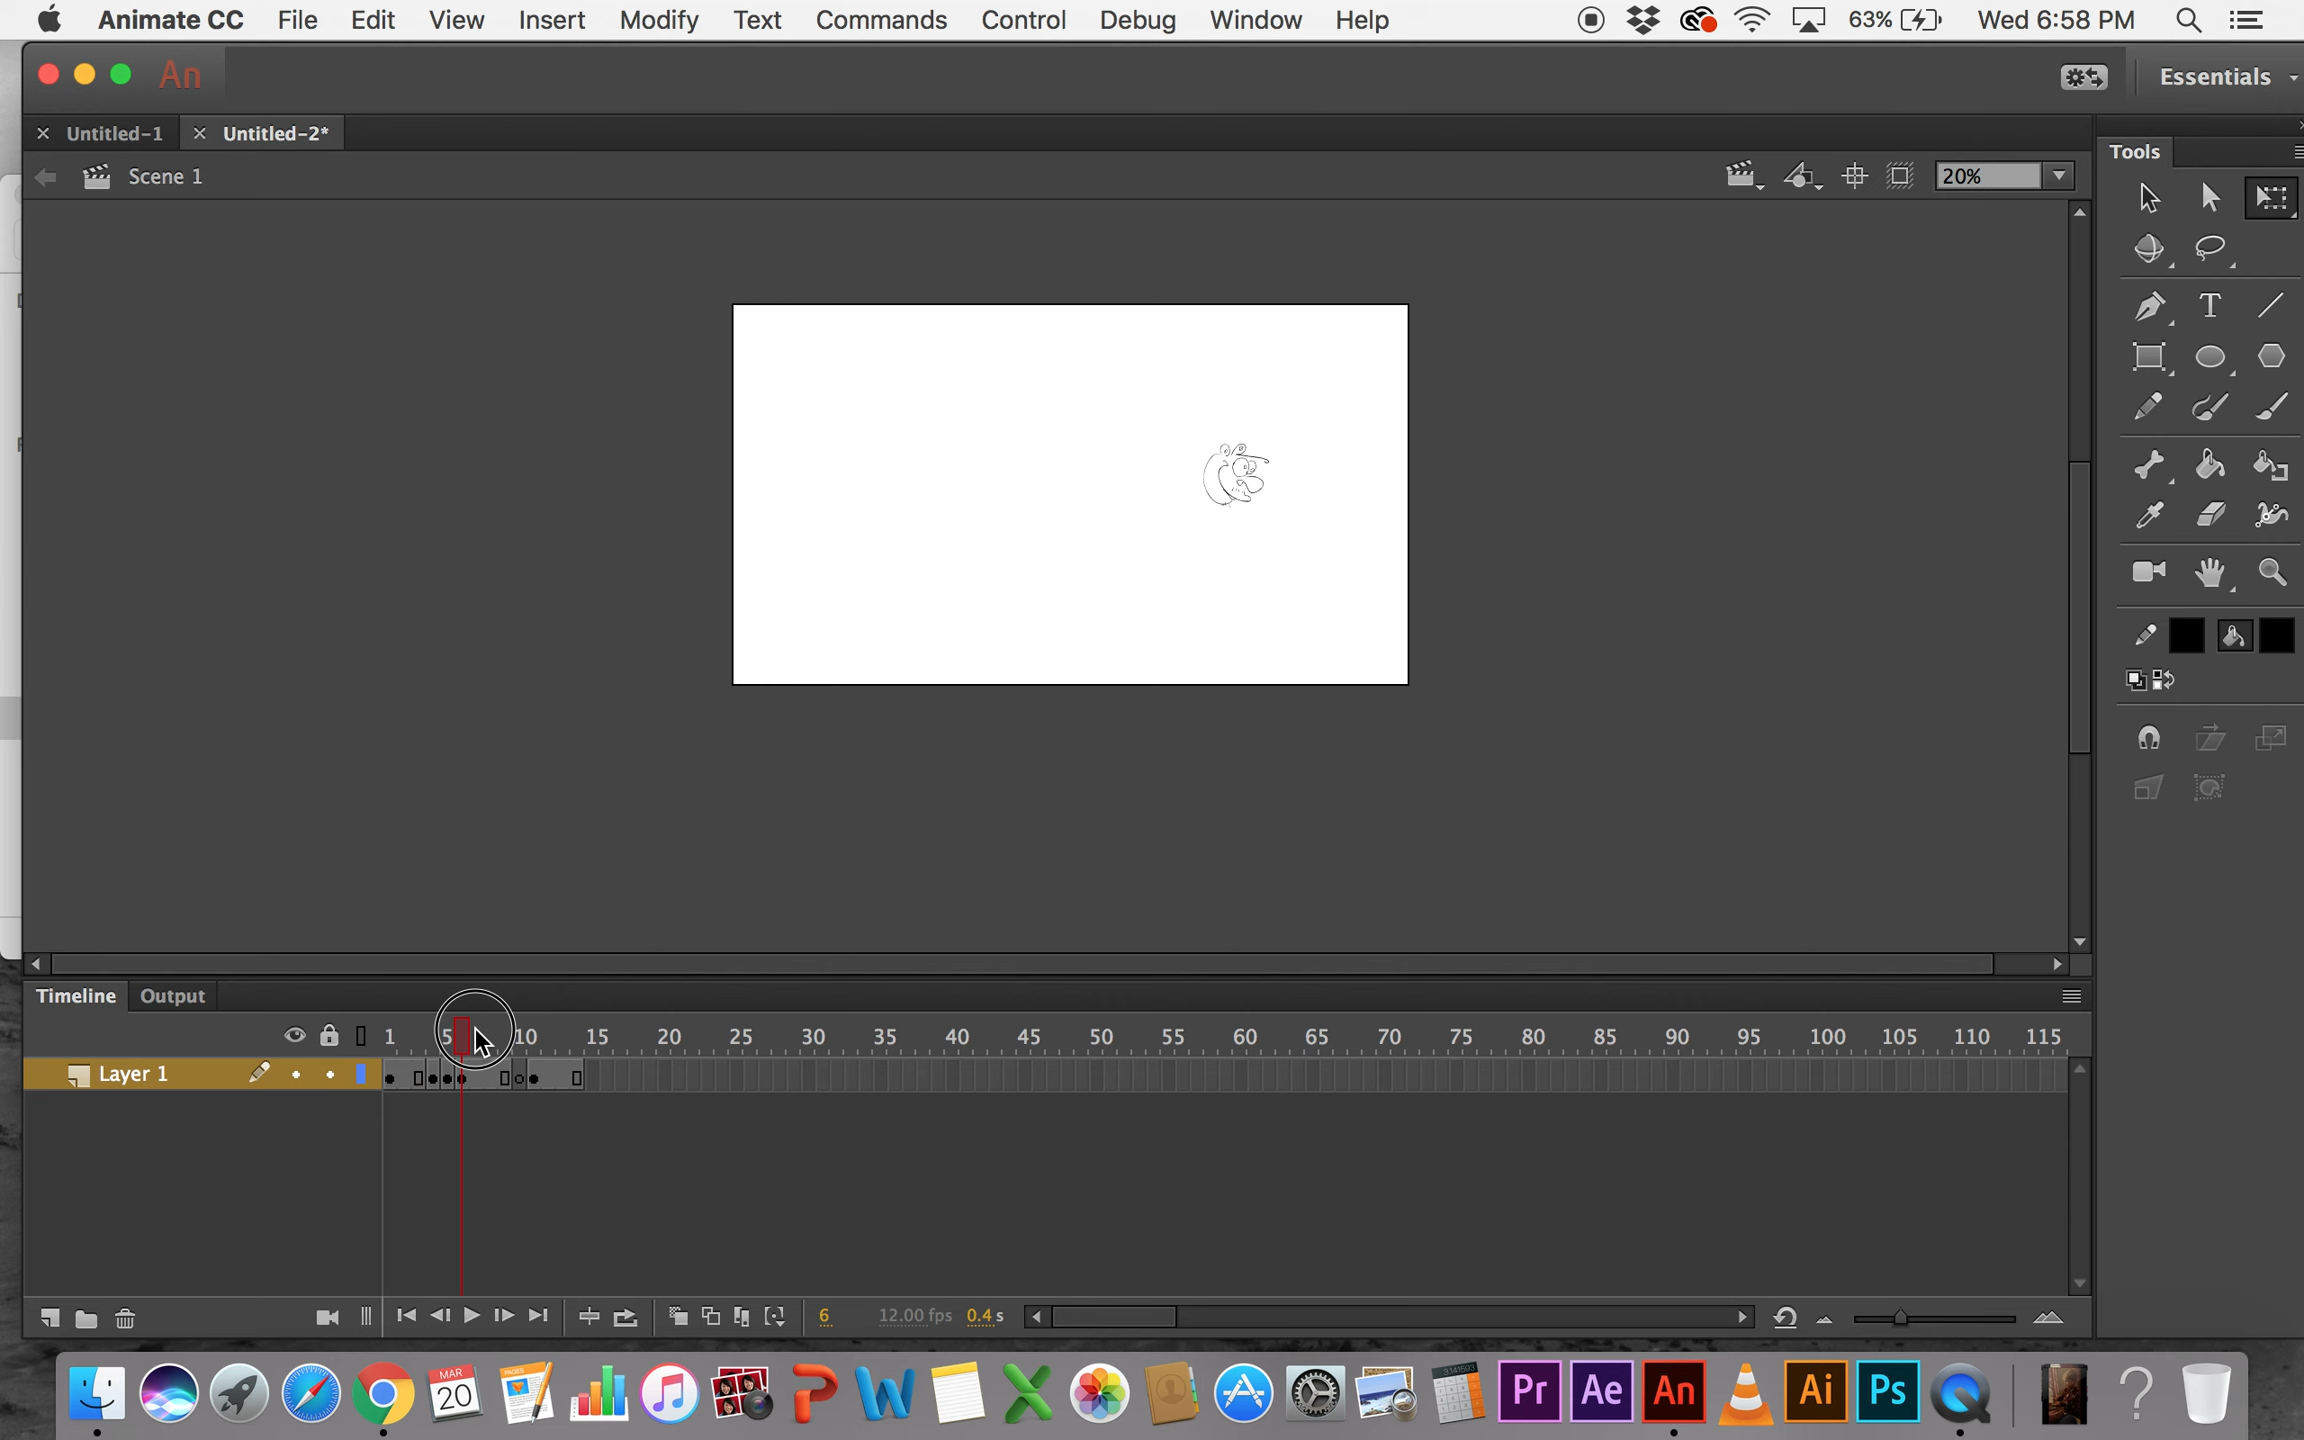 Animate CC File Edit View Insert Modify Text Commands Control Debug Window Help 63% Wed 6:58 PM
An Essentials
Untitled-1 Untitled-2*
Tools
Scene 1 20%
T
Timeline Output
1 5 10 15 20 25 30 35 40 45 50 55 60 65 70 75 80 85 90 95 100 105 110 115
Layer 1
6 12.00 fps 0.4 s
MAR
20
PAGES
3.141593
Pr Ae An Ai Ps